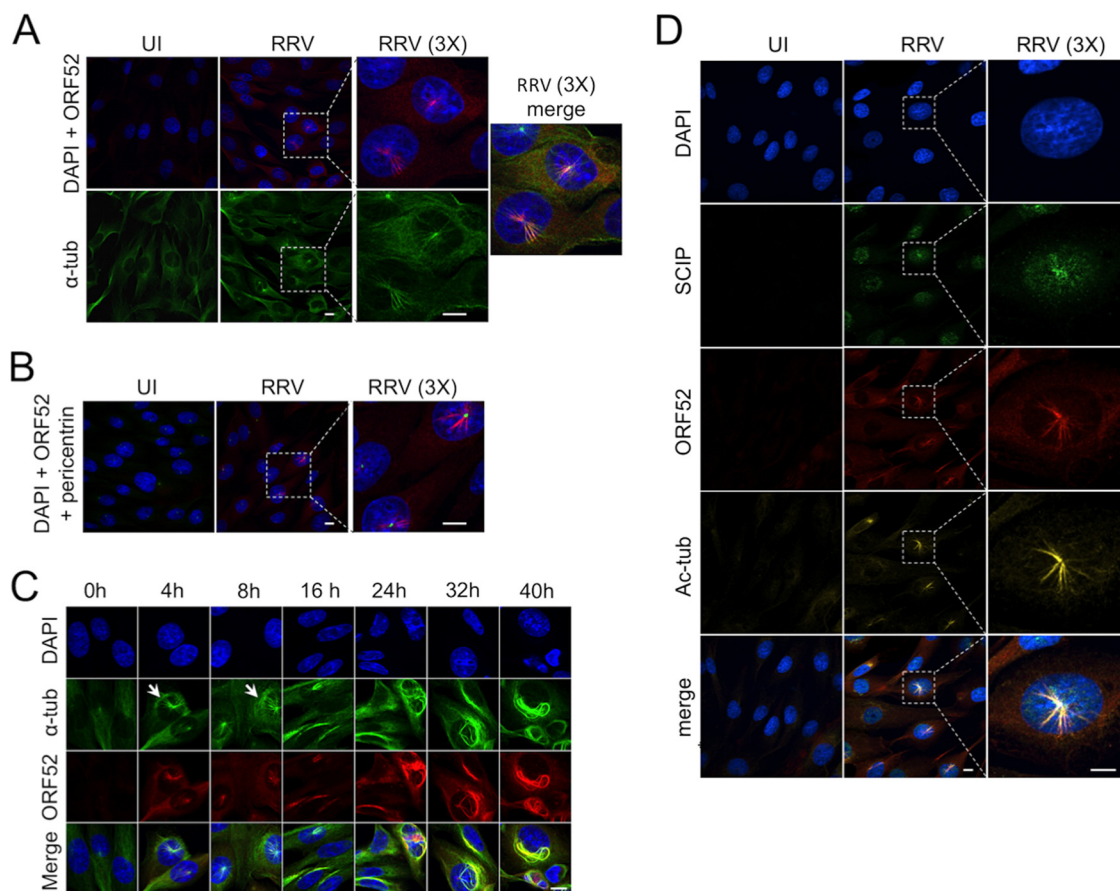 A
UI RRV RRV (3X)
DAPI + ORF52
α-tub
RRV (3X)
merge
B
UI RRV RRV (3X)
DAPI + ORF52
+ pericentrin
C
0h 4h 8h 16 h 24h 32h 40h
DAPI
α-tub
ORF52
Merge
D
UI RRV RRV (3X)
DAPI
SCIP
ORF52
Ac-tub
merge